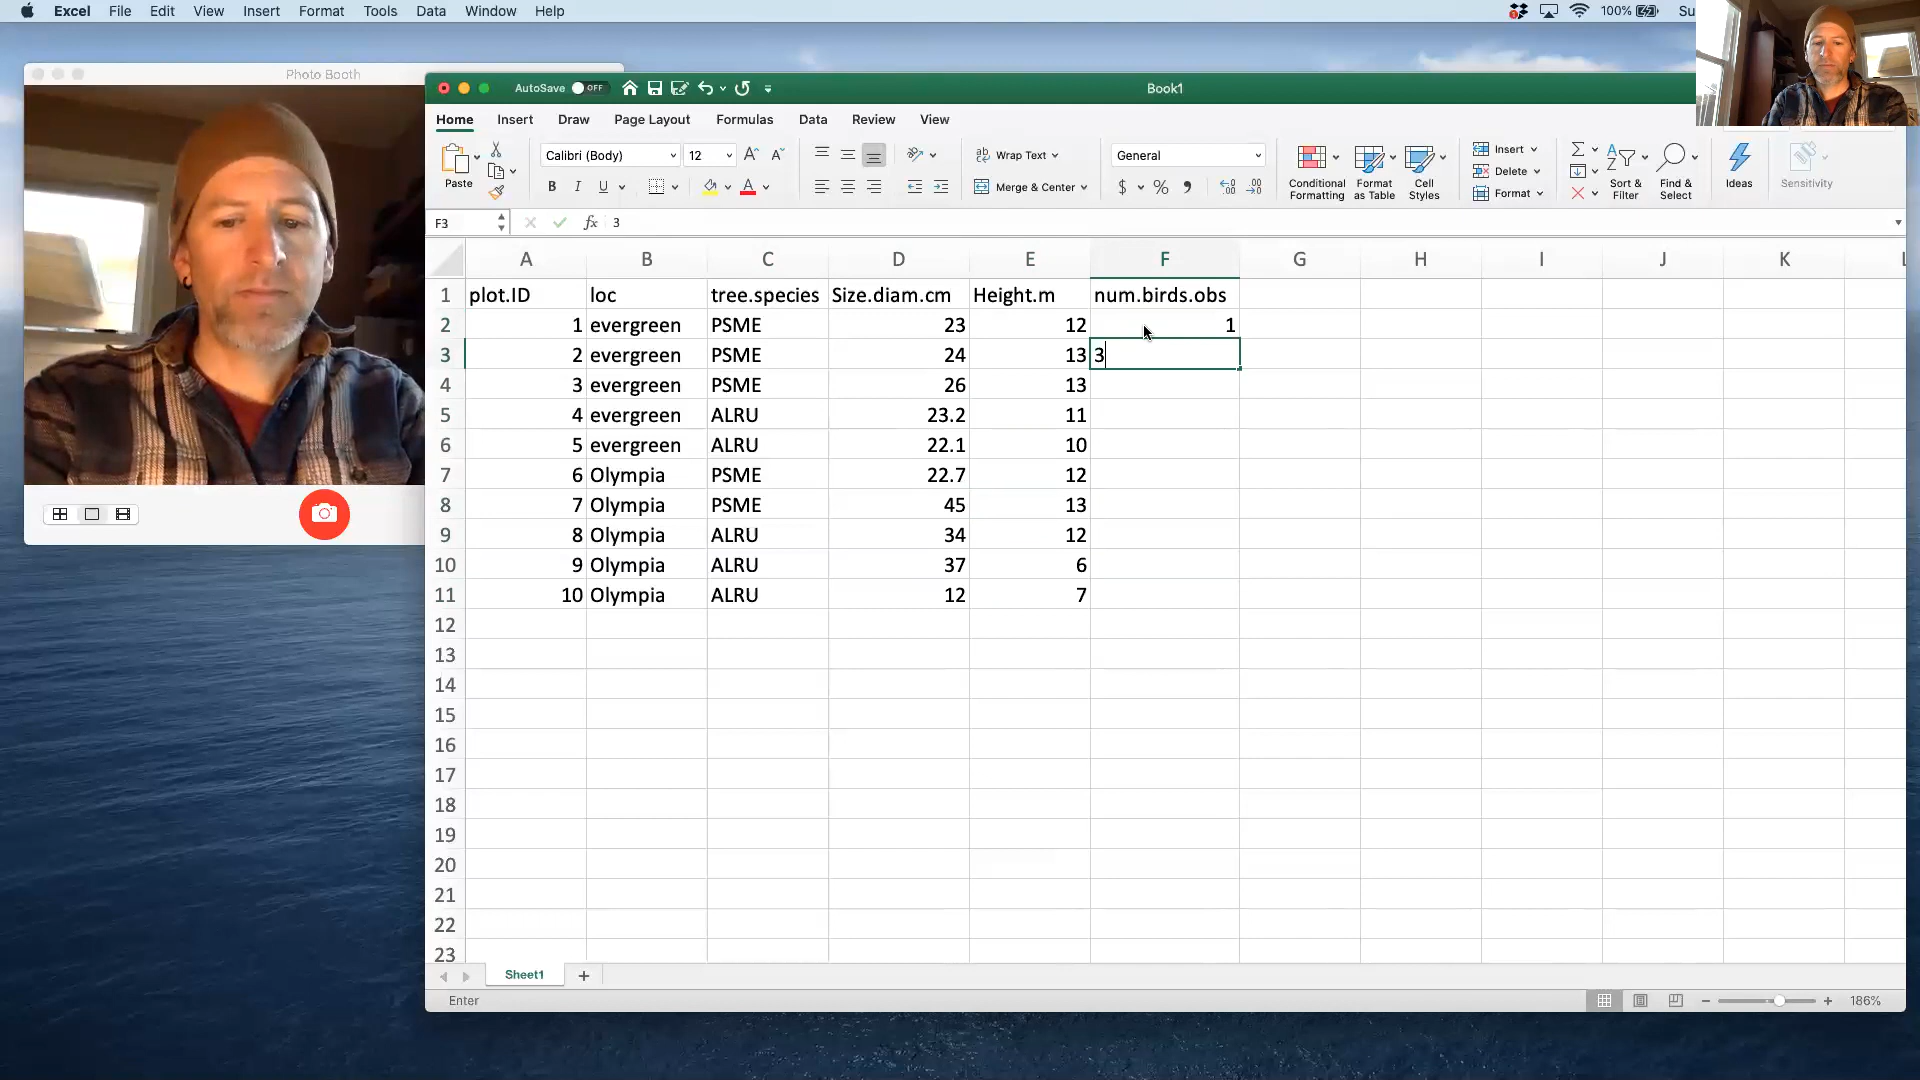 Excel File Edit View Insert Format Tools Data Window Help 100% Su
Photo Booth
AutoSave OFF Book1
Home Insert Draw Page Layout Formulas Data Review View
Paste Calibri (Body) 12 A A Wrap Text General Conditional Formatting Format as Table Cell Styles Insert Sort & Filter Find & Select Ideas Sensitivity
B I U A Merge & Center $ % Delete
Format
F3 fx 3
A B C D E F G H I J K L
1 plot.ID loc tree.species Size.diam.cm Height.m num.birds.obs
2 1 evergreen PSME 23 12 1
3 2 evergreen PSME 24 13 3
4 3 evergreen PSME 26 13
5 4 evergreen ALRU 23.2 11
6 5 evergreen ALRU 22.1 10
7 6 Olympia PSME 22.7 12
8 7 Olympia PSME 45 13
9 8 Olympia ALRU 34 12
10 9 Olympia ALRU 37 6
11 10 Olympia ALRU 12 7
12
13
14
15
16
17
18
19
20
21
22
23
Sheet1 +
Enter 186%